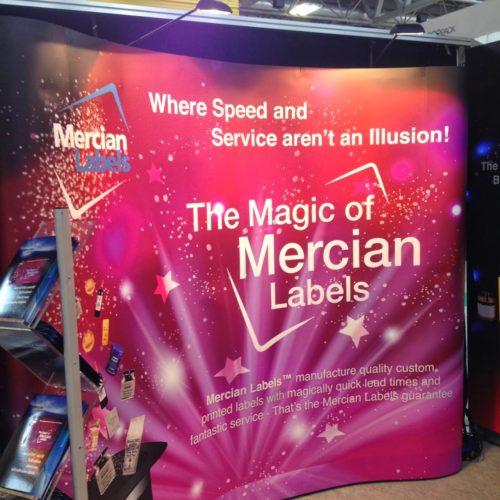 Where Speed and
Service aren't an Illusion!
Mercian
Labels
The Magic of
Mercian
Labels
Mercian Labels™ manufacture quality custom
printed labels with magically quick lead times and
fantastic service - That's the Mercian Labels guarantee
The
B